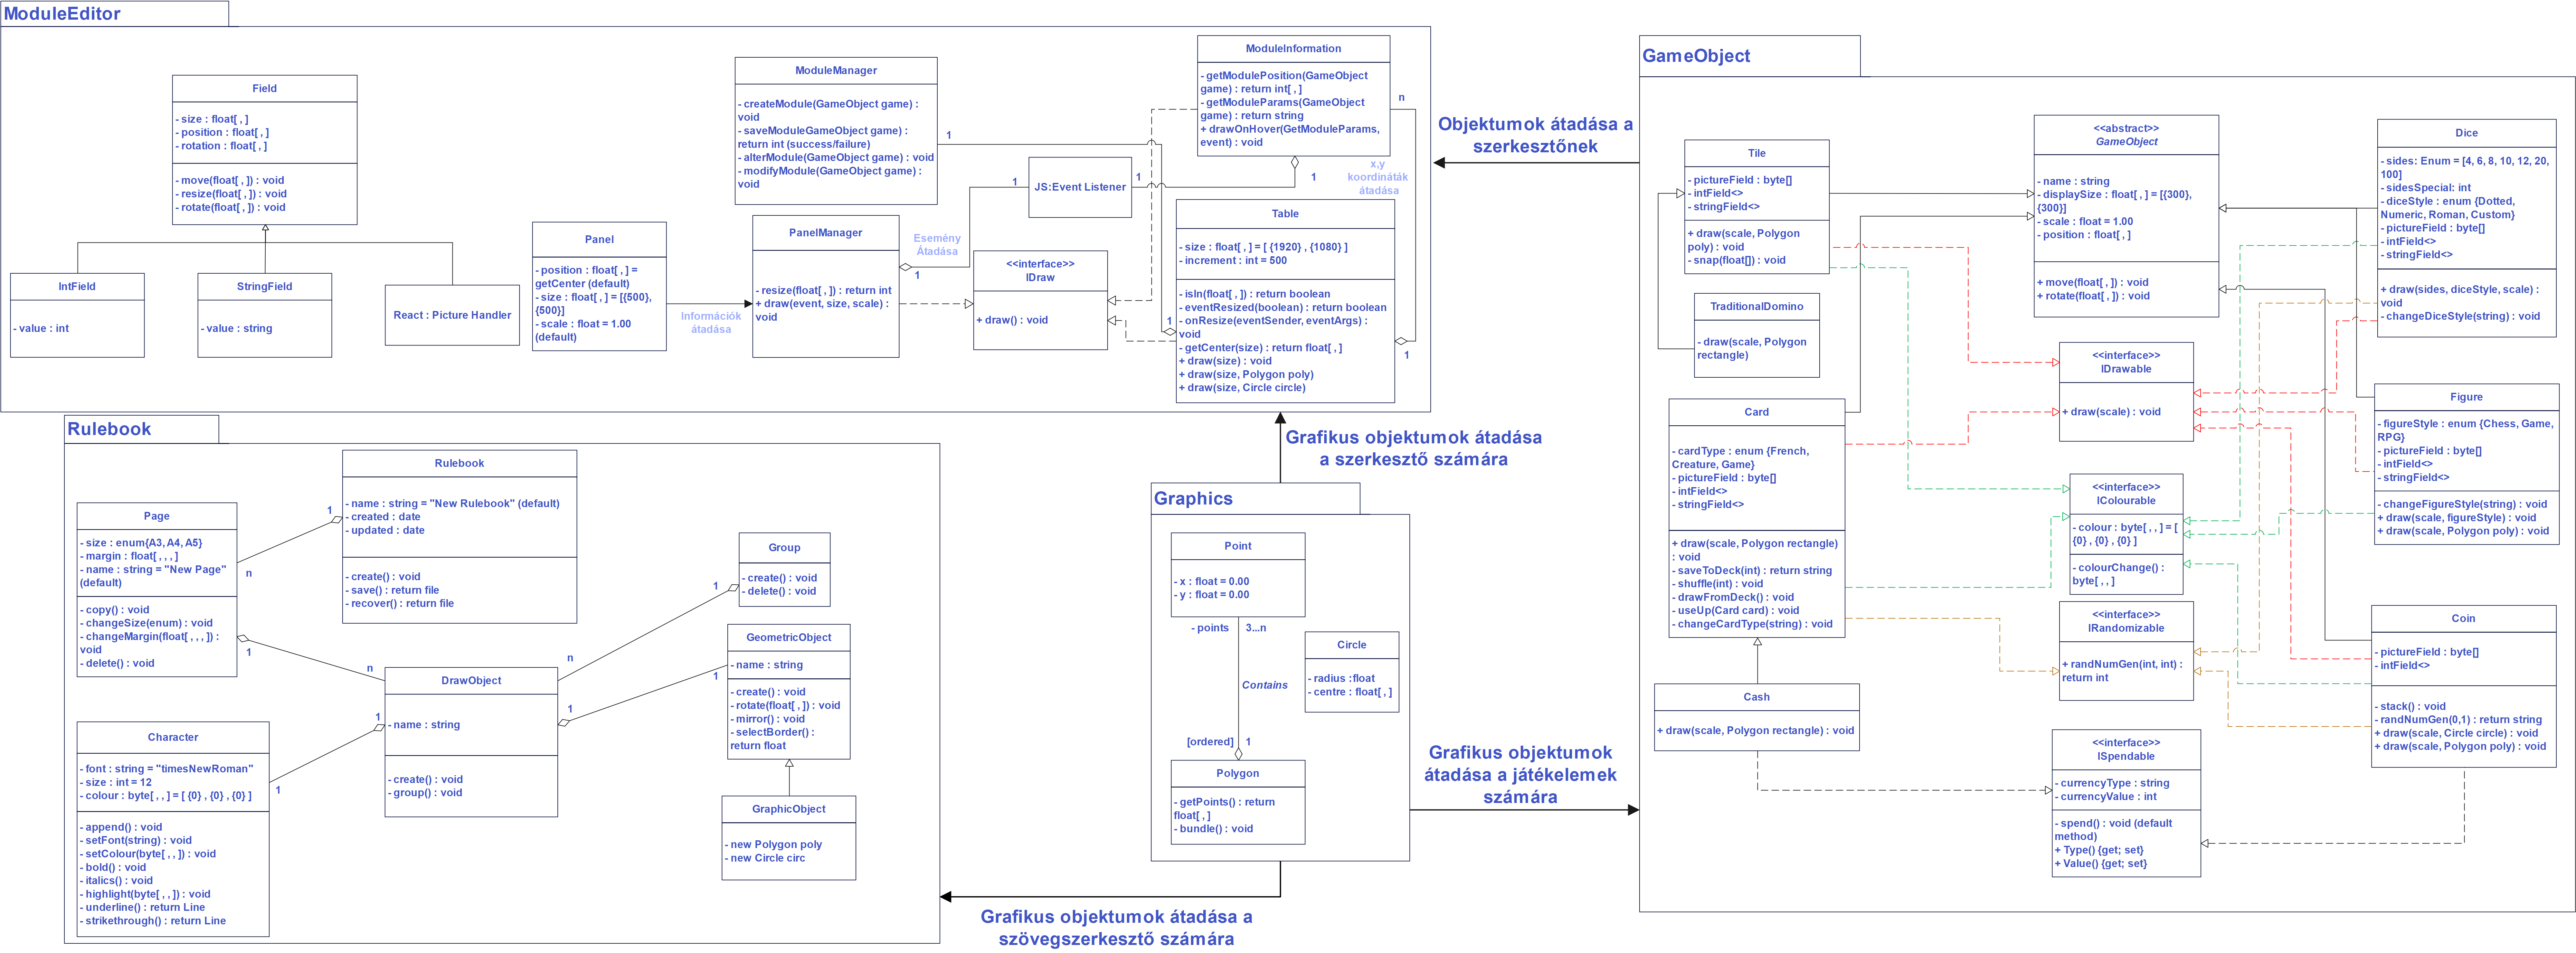 ModuleEditor
Field
- size : float[ , ]
- position : float[ , ]
- rotation : float[ , ]
- move(float[ , ]) : void
- resize(float[ , ]) : void
- rotate(float[ , ]) : void
IntField
- value : int
StringField
- value : string
React : Picture Handler
Panel
- position : float[ , ] =
getCenter (default)
- size : float[ , ] = [{500},
{500}]
- scale : float = 1.00
(default)
Információk
átadása
ModuleManager
- createModule(GameObject game) :
void
- saveModuleGameObject game) :
return int (success/failure)
- alterModule(GameObject game) : void
- modifyModule(GameObject game) :
void
1
PanelManager
- resize(float[ , ]) : return int
+ draw(event, size, scale) :
void
Esemény
Átadása
1
1
JS:Event Listener
1
<<interface>>
IDraw
+ draw() : void
ModuleInformation
- getModulePosition(GameObject
game) : return int[ , ]
- getModuleParams(GameObject
game) : return string
+ drawOnHover(GetModuleParams,
event) : void
1
n
x,y
koordináták
átadása
Table
- size : float[ , ] = [ {1920} , {1080} ]
- increment : int = 500
- isIn(float[ , ]) : return boolean
- eventResized(boolean) : return boolean
- onResize(eventSender, eventArgs) :
void
- getCenter(size) : return float[ , ]
+ draw(size) : void
+ draw(size, Polygon poly)
+ draw(size, Circle circle)
1
1
Objektumok átadása a
szerkesztőnek
Grafikus objektumok átadása
a szerkesztő számára
Rulebook
Page
- size : enum{A3, A4, A5}
- margin : float[ , , , ]
- name : string = "New Page"
(default)
- copy() : void
- changeSize(enum) : void
- changeMargin(float[ , , , ]) :
void
- delete() : void
1
n
1
n
Rulebook
- name : string = "New Rulebook" (default)
- created : date
- updated : date
- create() : void
- save() : return file
- recover() : return file
Character
- font : string = "timesNewRoman"
- size : int = 12
- colour : byte[ , , ] = [ {0} , {0} , {0} ]
- append() : void
- setFont(string) : void
- setColour(byte[ , , ]) : void
- bold() : void
- italics() : void
- highlight(byte[ , , ]) : void
- underline() : return Line
- strikethrough() : return Line
1
1
DrawObject
- name : string
- create() : void
- group() : void
n
1
1
1
Group
- create() : void
- delete() : void
GeometricObject
- name : string
- create() : void
- rotate(float[ , ]) : void
- mirror() : void
- selectBorder() :
return float
GraphicObject
- new Polygon poly
- new Circle circ
Grafikus objektumok átadása a
szövegszerkesztő számára
Graphics
Point
- x : float = 0.00
- y : float = 0.00
- points
3...n
Contains
[ordered]
1
Circle
- radius :float
- centre : float[ , ]
Polygon
- getPoints() : return
float[ , ]
- bundle() : void
Grafikus objektumok
átadása a játékelemek
számára
GameObject
Tile
- pictureField : byte[]
- intField<>
- stringField<>
+ draw(scale, Polygon
poly) : void
- snap(float[]) : void
TraditionalDomino
- draw(scale, Polygon
rectangle)
Card
- cardType : enum {French,
Creature, Game}
- pictureField : byte[]
- intField<>
- stringField<>
+ draw(scale, Polygon rectangle)
: void
- saveToDeck(int) : return string
- shuffle(int) : void
- drawFromDeck() : void
- useUp(Card card) : void
- changeCardType(string) : void
Cash
+ draw(scale, Polygon rectangle) : void
<<abstract>>
GameObject
- name : string
- displaySize : float[ , ] = [{300},
{300}]
- scale : float = 1.00
- position : float[ , ]
+ move(float[ , ]) : void
+ rotate(float[ , ]) : void
<<interface>>
IDrawable
+ draw(scale) : void
<<interface>>
IColourable
- colour : byte[ , , ] = [
{0} , {0} , {0} ]
- colourChange() :
byte[ , , ]
<<interface>>
IRandomizable
+ randNumGen(int, int) :
return int
<<interface>>
ISpendable
- currencyType : string
- currencyValue : int
- spend() : void (default
method)
+ Type() {get; set}
+ Value() {get; set}
Dice
- sides: Enum = [4, 6, 8, 10, 12, 20,
100]
- sidesSpecial: int
- diceStyle : enum {Dotted,
Numeric, Roman, Custom}
- pictureField : byte[]
- intField<>
- stringField<>
+ draw(sides, diceStyle, scale) :
void
- changeDiceStyle(string) : void
Figure
- figureStyle : enum {Chess, Game,
RPG}
- pictureField : byte[]
- intField<>
- stringField<>
- changeFigureStyle(string) : void
+ draw(scale, figureStyle) : void
+ draw(scale, Polygon poly) : void
Coin
- pictureField : byte[]
- intField<>
- stack() : void
- randNumGen(0,1) : return string
+ draw(scale, Circle circle) : void
+ draw(scale, Polygon poly) : void